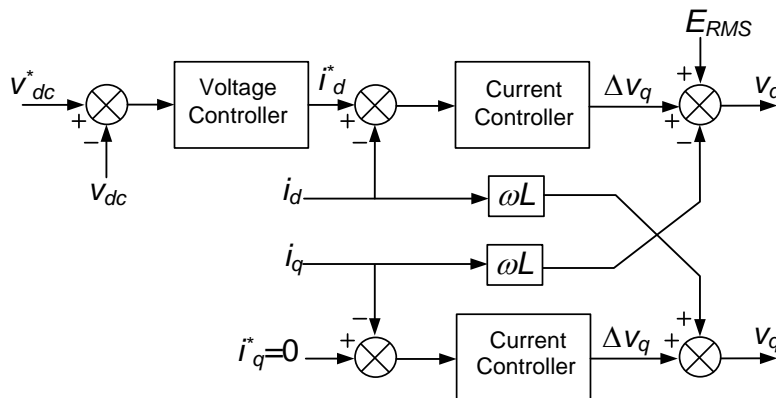 E_RMS
v*_dc
+
−
v_dc
Voltage
Controller
i*_d
+
−
Current
Controller
Δv_q
+
+
−
v_d
i_d
ωL
i_q
ωL
i*_q=0
−
+
Current
Controller
Δv_q
+
+
v_q